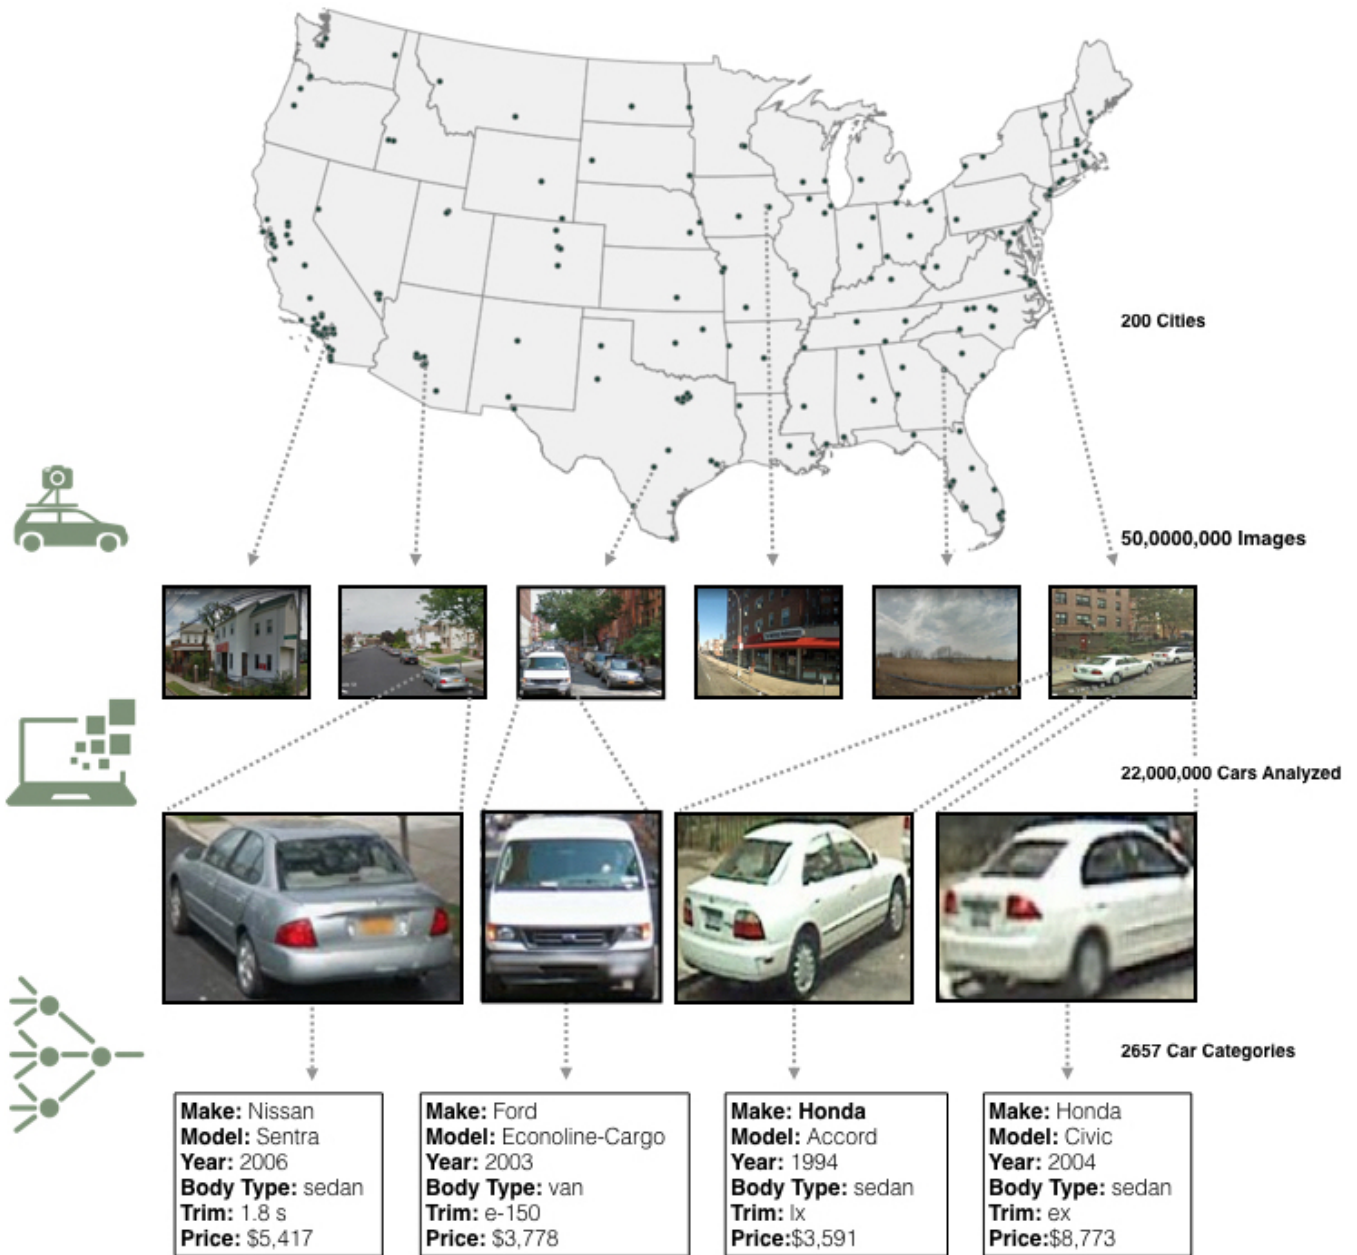 200 Cities
50,0000,000 Images
22,000,000 Cars Analyzed
2657 Car Categories
Make: Nissan
Model: Sentra
Year: 2006
Body Type: sedan
Trim: 1.8 s
Price: $5,417
Make: Ford
Model: Econoline-Cargo
Year: 2003
Body Type: van
Trim: e-150
Price: $3,778
Make: Honda
Model: Accord
Year: 1994
Body Type: sedan
Trim: lx
Price:$3,591
Make: Honda
Model: Civic
Year: 2004
Body Type: sedan
Trim: ex
Price:$8,773